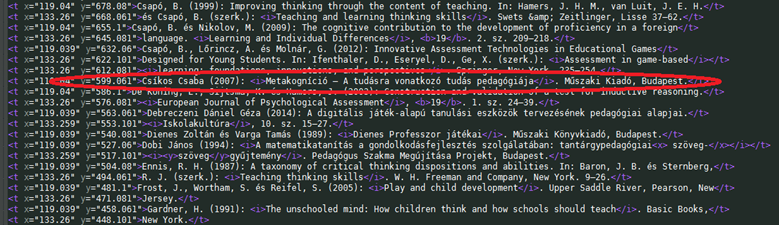 <t x="119.04" y="678.08">Csapó, B. (1999): Improving thinking through the content of teaching. In: Hamers, J. H. M., van Luit, J. E. H.
<t x="133.26" y="668.061">és Csapó, B. (szerk.): <i>Teaching and learning thinking skills</i>. Swets &amp; Zeitlinger, Lisse 37–62.</t>
<t x="119.04" y="655.1">Csapó, B. és Nikolov, M. (2009): The cognitive contribution to the development of proficiency in a foreign
<t x="133.26" y="645.081">language. <i>Learning and Individual Differences</i>, <b>19</b>. 2. sz. 209–218.</t>
<t x="119.039" y="632.06">Csapó, B., Lőrincz, A. és Molnár, G. (2012): Innovative Assessment Technologies in Educational Games
<t x="133.26" y="622.101">Designed for Young Students. In: Ifenthaler, D., Eseryel, D., Ge, X. (szerk.): <i>Assessment in game-based</i>
<t x="133.26" y="612.081"><i>learning: foundations, innovations, and perspectives</i>. Springer, New York. 235–254.</t>
<t x="119.04" y="599.061">Csíkos Csaba (2007): <i>Metakogníció – A tudásra vonatkozó tudás pedagógiája</i>. Műszaki Kiadó, Budapest.</t>
<t x="119.04" y="586.1">De Koning, E., Sijtsma, K. és Hamers, J. (2003): Construction and validation of a test for inductive reasoning.
<t x="133.26" y="576.081"><i>European Journal of Psychological Assessment</i>, <b>19</b>. 1. sz. 24–39.</t>
<t x="119.039" y="563.061">Debreczeni Dániel Géza (2014): A digitális játék-alapú tanulási eszközök tervezésének pedagógiai alapjai.
<t x="133.259" y="553.101"><i>Iskolakultúra</i>, 10. sz. 15–27.</t>
<t x="119.039" y="540.081">Dienes Zoltán és Varga Tamás (1989): <i>Dienes Professzor játékai</i>. Műszaki Könyvkiadó, Budapest.</t>
<t x="119.039" y="527.06">Dobi János (1994): A matematikatanítás a gondolkodásfejlesztés szolgálatában: tantárgypedagógiai<x> szöveg-</x></i></t>
<t x="133.259" y="517.101"><i><y>szöveg</y>gyűjtemény</i>. Pedagógus Szakma Megújítása Projekt, Budapest.</t>
<t x="119.039" y="504.081">Ennis, R. H. (1987): A taxonomy of critical thinking dispositions and abilities. In: Baron, J. B. és Sternberg,</t>
<t x="133.26" y="494.061">R. J. (szerk.): <i>Teaching thinking skills</i>. W. H. Freeman and Company, New York. 9–26.</t>
<t x="119.039" y="481.1">Frost, J., Wortham, S. és Reifel, S. (2005): <i>Play and child development</i>. Upper Saddle River, Pearson, New</t>
<t x="133.26" y="471.081">Jersey.</t>
<t x="119.039" y="458.061">Gardner, H. (1991): <i>The unschooled mind: How children think and how schools should teach</i>. Basic Books,</t>
<t x="133.26" y="448.101">New York.</t>